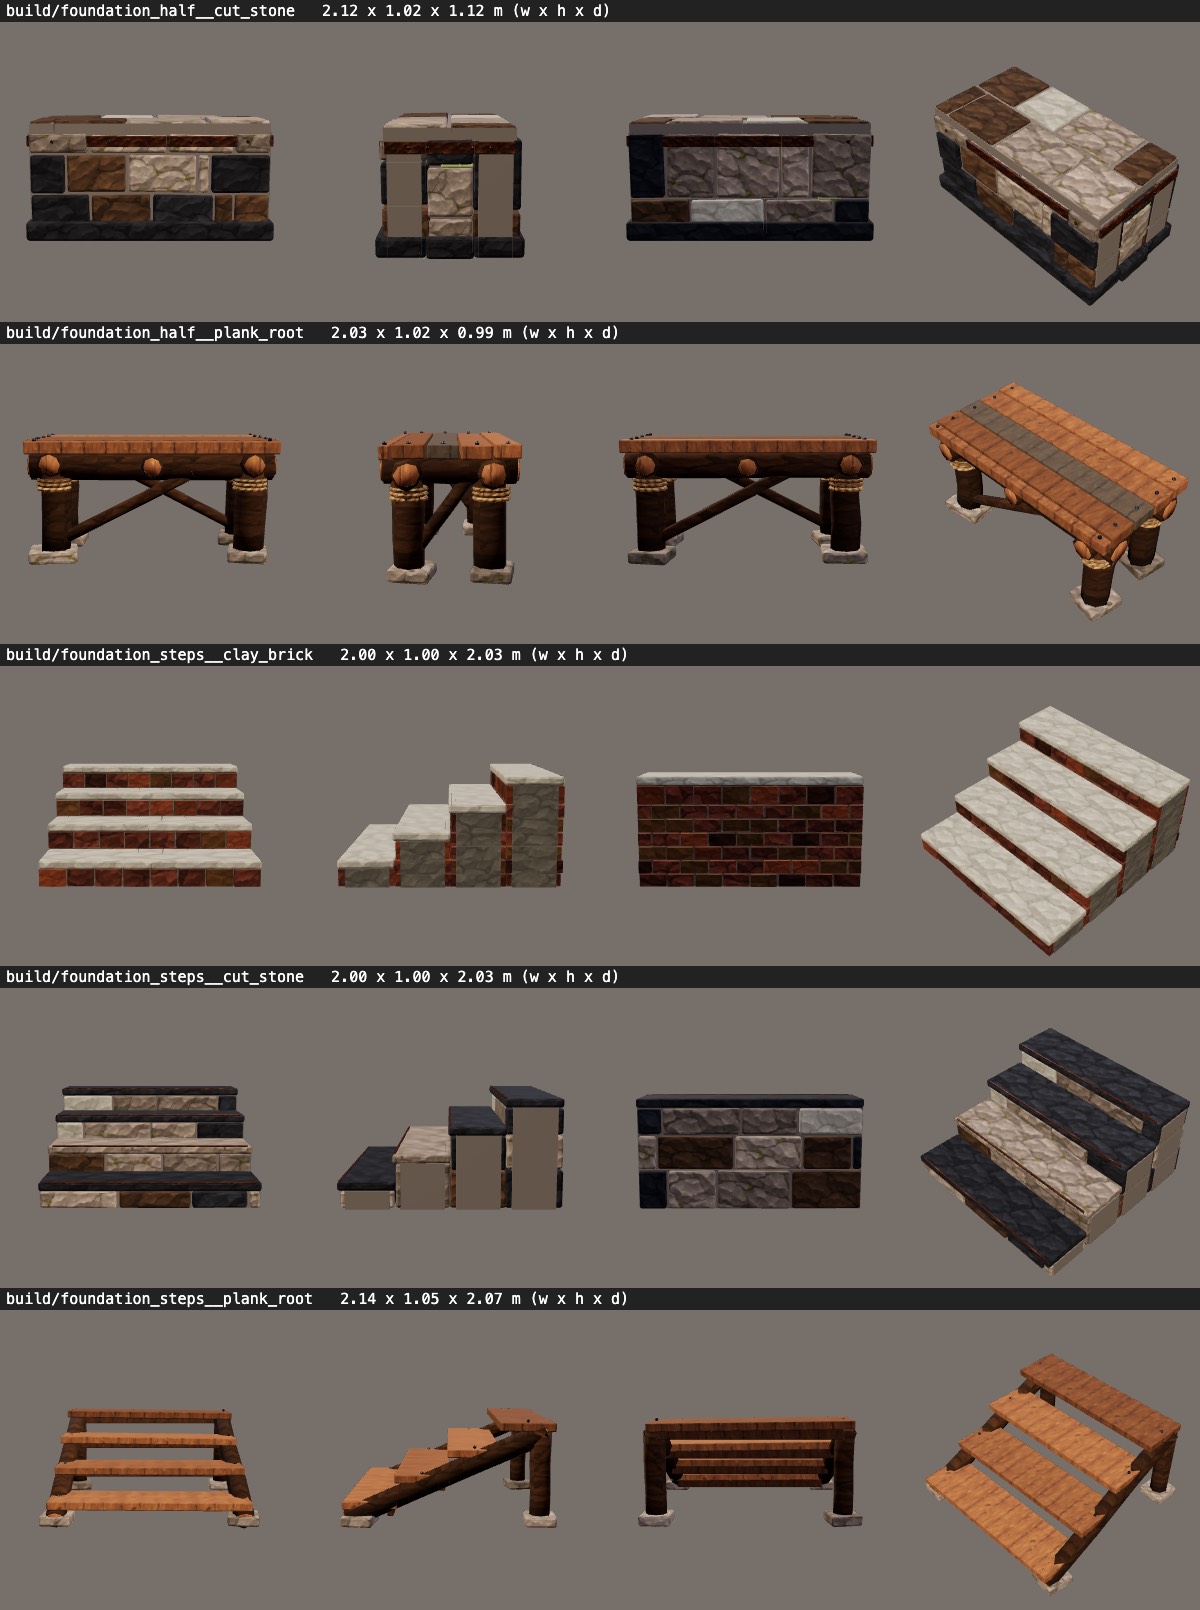 build/foundation_half__cut_stone 2.12 x 1.02 x 1.12 m (w x h x d)
build/foundation_half__plank_root 2.03 x 1.02 x 0.99 m (w x h x d)
build/foundation_steps__clay_brick 2.00 x 1.00 x 2.03 m (w x h x d)
build/foundation_steps__cut_stone 2.00 x 1.00 x 2.03 m (w x h x d)
build/foundation_steps__plank_root 2.14 x 1.05 x 2.07 m (w x h x d)